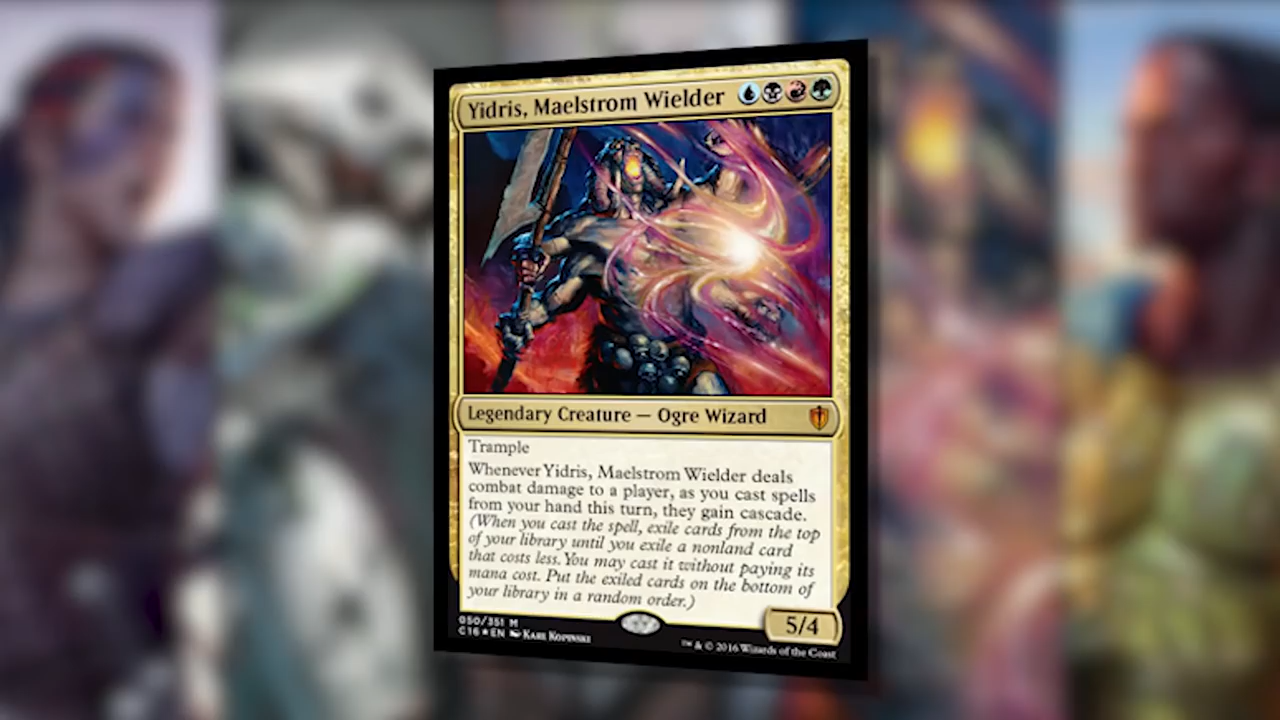 Yidris, Maelstrom Wielder
Legendary Creature — Ogre Wizard
Trample
Whenever Yidris, Maelstrom Wielder deals
combat damage to a player, as you cast spells
from your hand this turn, they gain cascade.
(When you cast the spell, exile cards from the top
of your library until you exile a nonland card
that costs less. You may cast it without paying its
mana cost. Put the exiled cards on the bottom of
your library in a random order.)
5/4
050/351 M
C16★EN Karl Kopinski
™ & © 2016 Wizards of the Coast